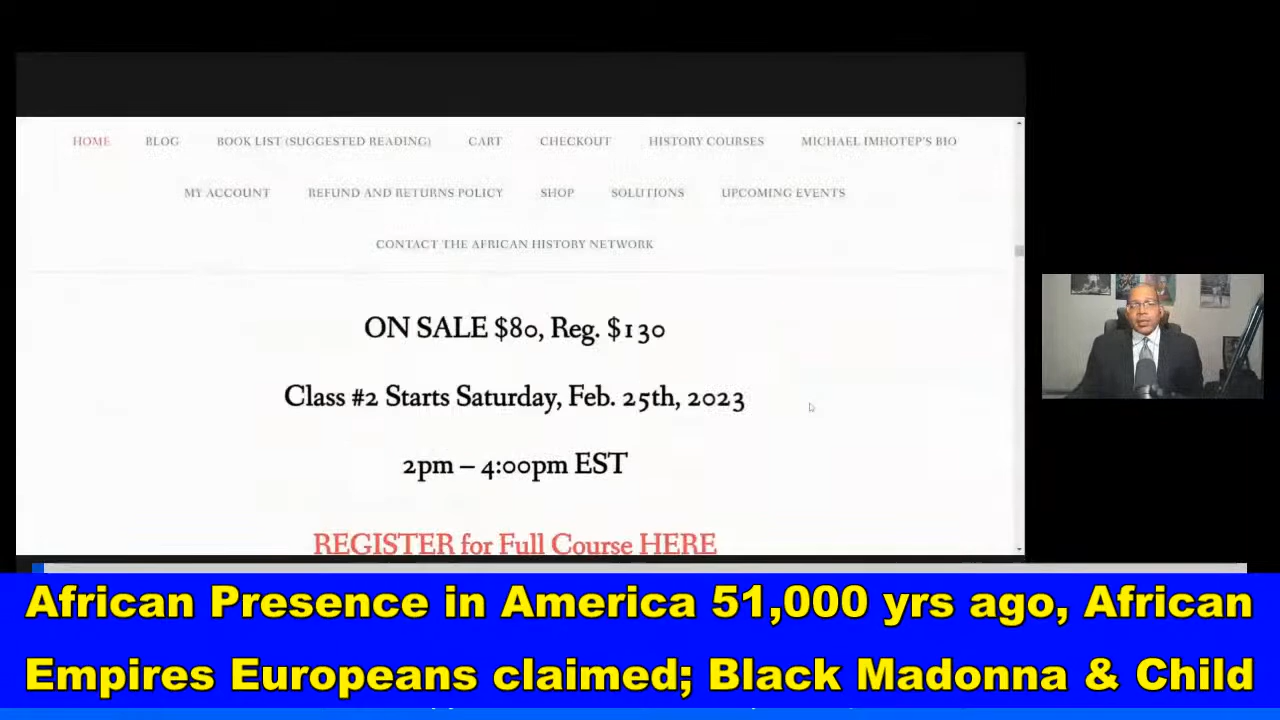 HOME BLOG BOOK LIST (SUGGESTED READING) CART CHECKOUT HISTORY COURSES MICHAEL IMHOTEP'S BIO
MY ACCOUNT REFUND AND RETURNS POLICY SHOP SOLUTIONS UPCOMING EVENTS
CONTACT THE AFRICAN HISTORY NETWORK
ON SALE $80, Reg. $130
Class #2 Starts Saturday, Feb. 25th, 2023
2pm – 4:00pm EST
REGISTER for Full Course HERE
African Presence in America 51,000 yrs ago, African
Empires Europeans claimed; Black Madonna & Child